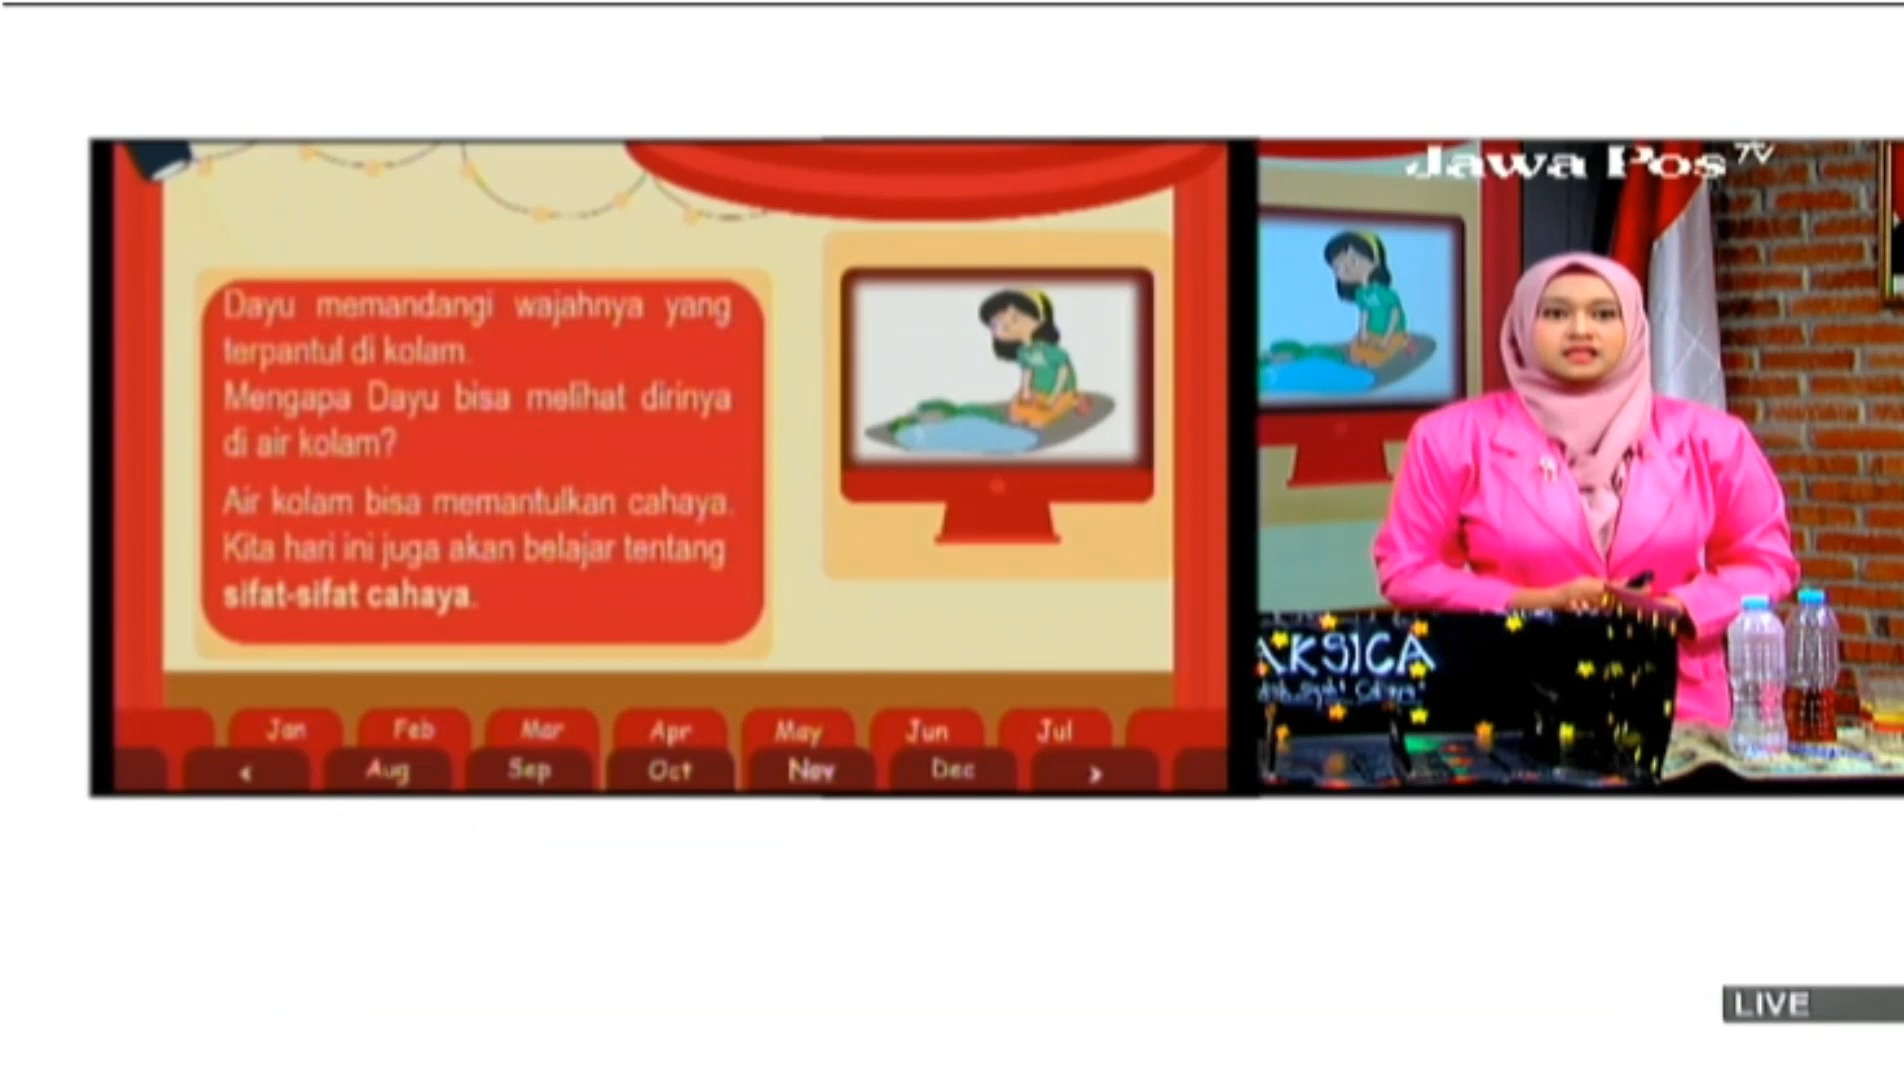 Jawa Pos TV
Dayu memandangi wajahnya yang
terpantul di kolam.
Mengapa Dayu bisa melihat dirinya
di air kolam?
Air kolam bisa memantulkan cahaya.
Kita hari ini juga akan belajar tentang
sifat-sifat cahaya.
AKSICA
Jan Feb Mar Apr May Jun Jul
< Aug Sep Oct Nov Dec >
LIVE